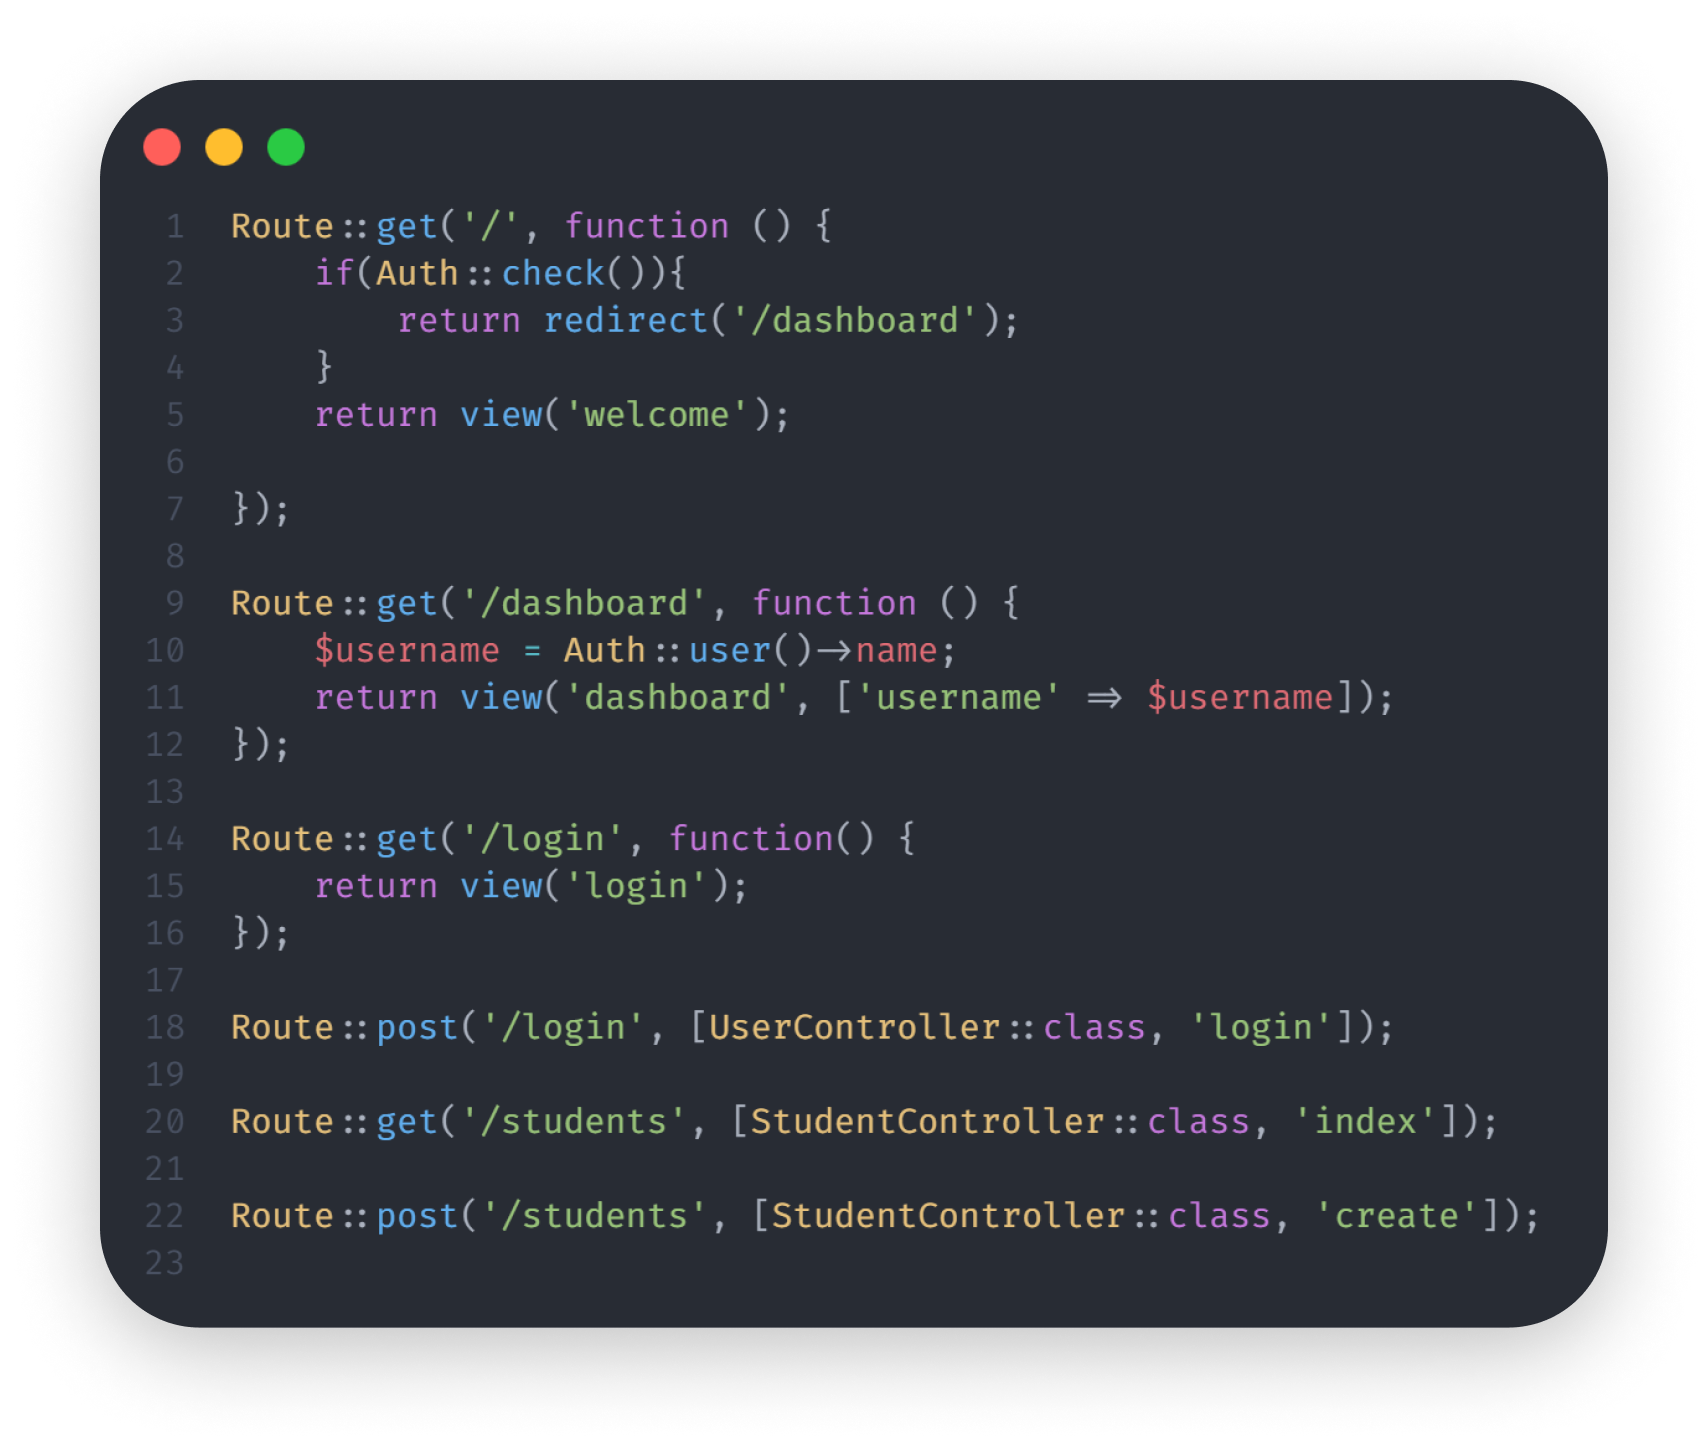 1 Route::get('/', function () {
2     if(Auth::check()){
3         return redirect('/dashboard');
4     }
5     return view('welcome');
6
7 });
8
9 Route::get('/dashboard', function () {
10     $username = Auth::user()->name;
11     return view('dashboard', ['username' => $username]);
12 });
13
14 Route::get('/login', function() {
15     return view('login');
16 });
17
18 Route::post('/login', [UserController::class, 'login']);
19
20 Route::get('/students', [StudentController::class, 'index']);
21
22 Route::post('/students', [StudentController::class, 'create']);
23